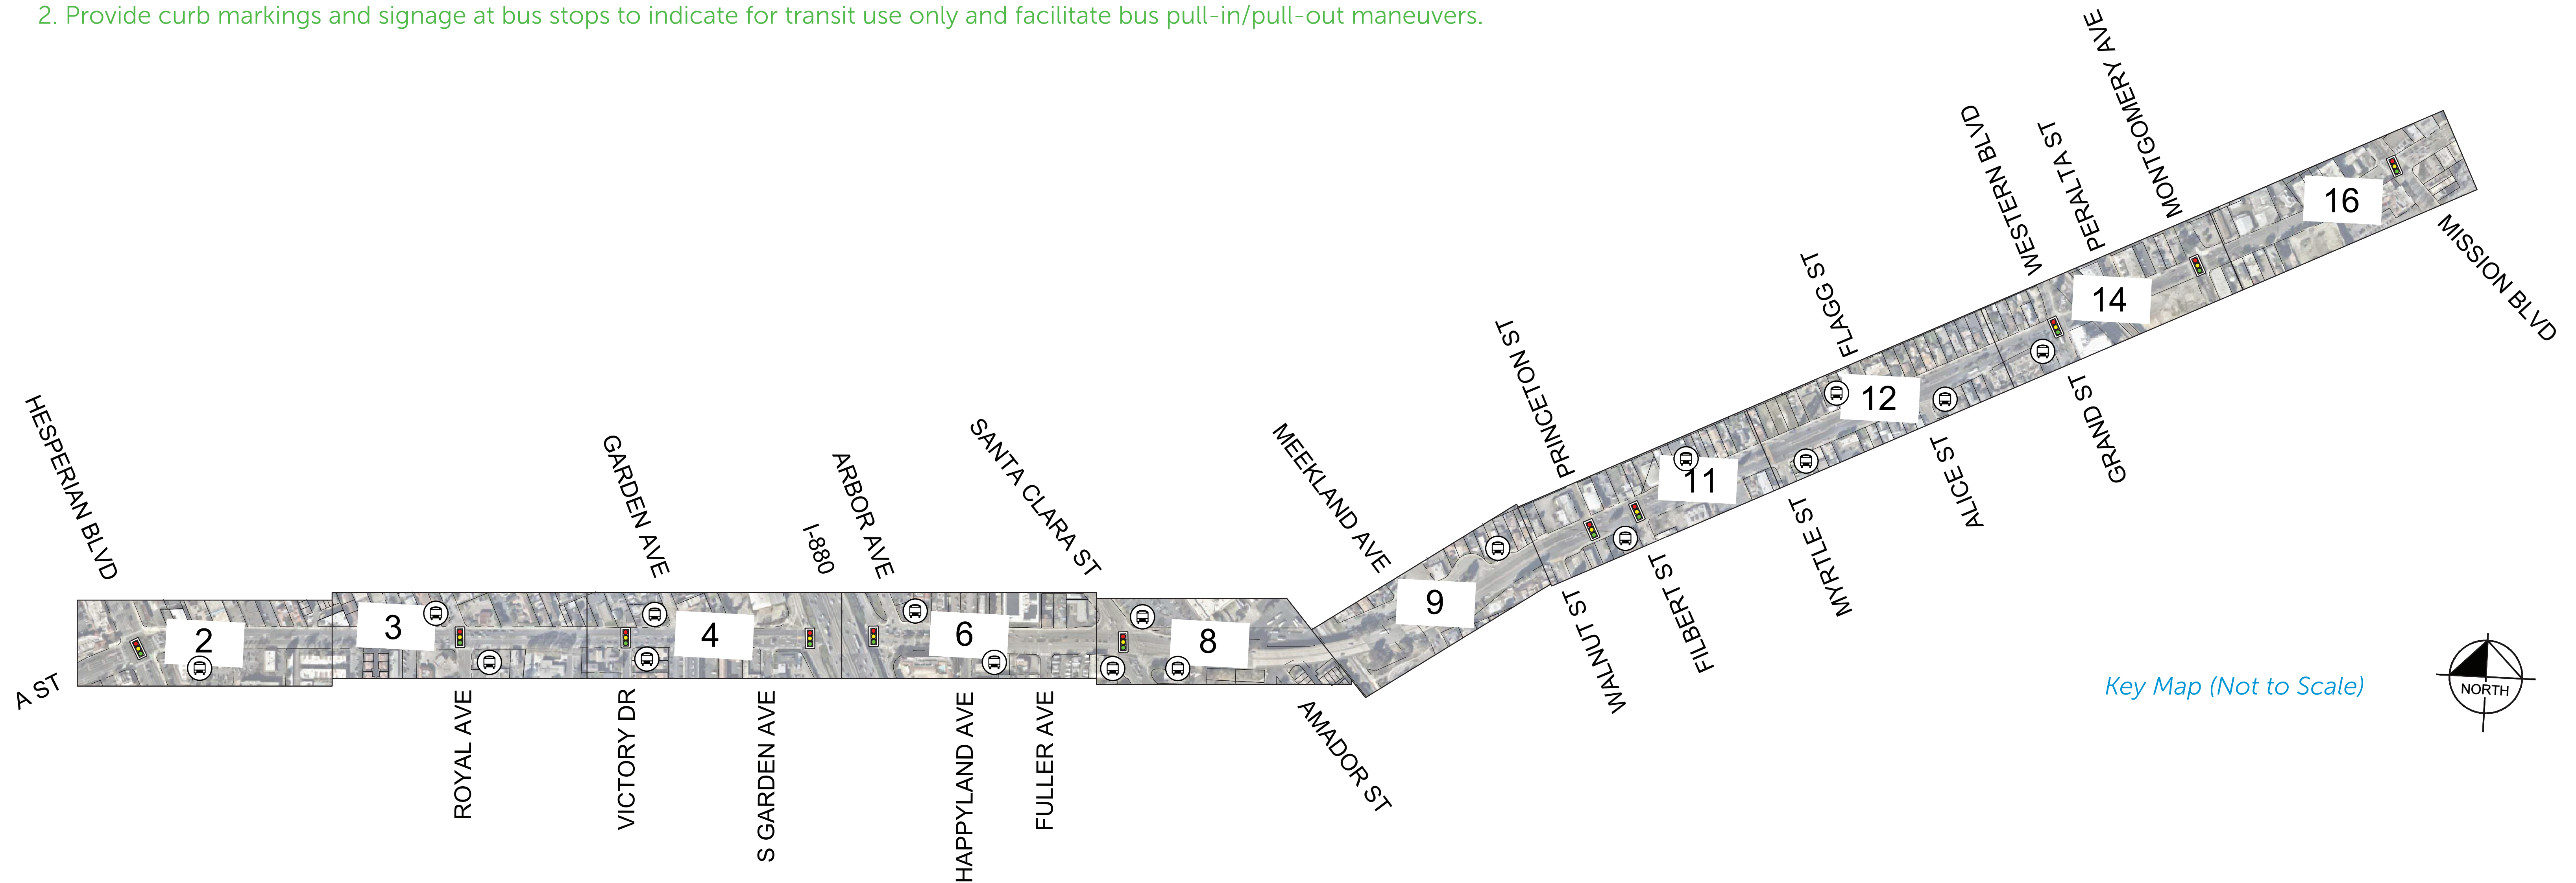 2. Provide curb markings and signage at bus stops to indicate for transit use only and facilitate bus pull-in/pull-out maneuvers.
HESPERIAN BLVD
GARDEN AVE
I-880
ARBOR AVE
SANTA CLARA ST
MEEKLAND AVE
PRINCETON ST
FLAGG ST
WESTERN BLVD
PERALTA ST
MONTGOMERY AVE
2
3
4
6
8
9
11
12
14
16
A ST
ROYAL AVE
VICTORY DR
S GARDEN AVE
HAPPYLAND AVE
FULLER AVE
AMADOR ST
WALNUT ST
FILBERT ST
MYRTLE ST
ALICE ST
GRAND ST
MISSION BLVD
Key Map (Not to Scale)
NORTH